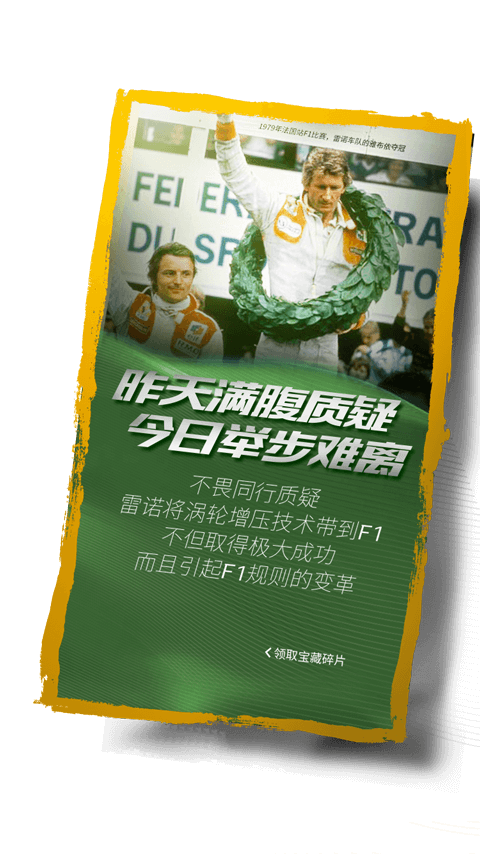 1979年法国站F1比赛，雷诺车队的维布依夺冠
FEDER
RA
DU SP
TO
昨天满腹质疑
今日举步难离
不畏同行质疑
雷诺将涡轮增压技术带到F1
不但取得极大成功
而且引起F1规则的变革
<领取宝藏碎片